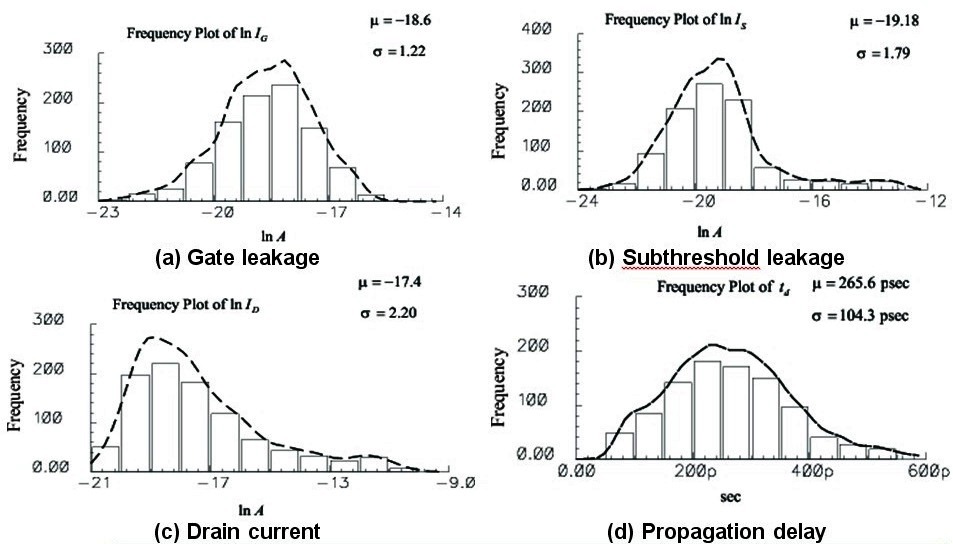 Frequency Plot of ln I_G
μ = −18.6
σ = 1.22
Frequency
300
200
100
0.00
−23
−20
−17
−14
ln A
(a) Gate leakage
Frequency Plot of ln I_S
μ = −19.18
σ = 1.79
Frequency
400
300
200
100
0.00
−24
−20
−16
−12
ln A
(b) Subthreshold leakage
Frequency Plot of ln I_D
μ = −17.4
σ = 2.20
Frequency
300
200
100
0.00
−21
−17
−13
−9.0
ln A
(c) Drain current
Frequency Plot of t_d
μ = 265.6 psec
σ = 104.3 psec
Frequency
300
200
100
0.00
0.00
200p
400p
600p
sec
(d) Propagation delay